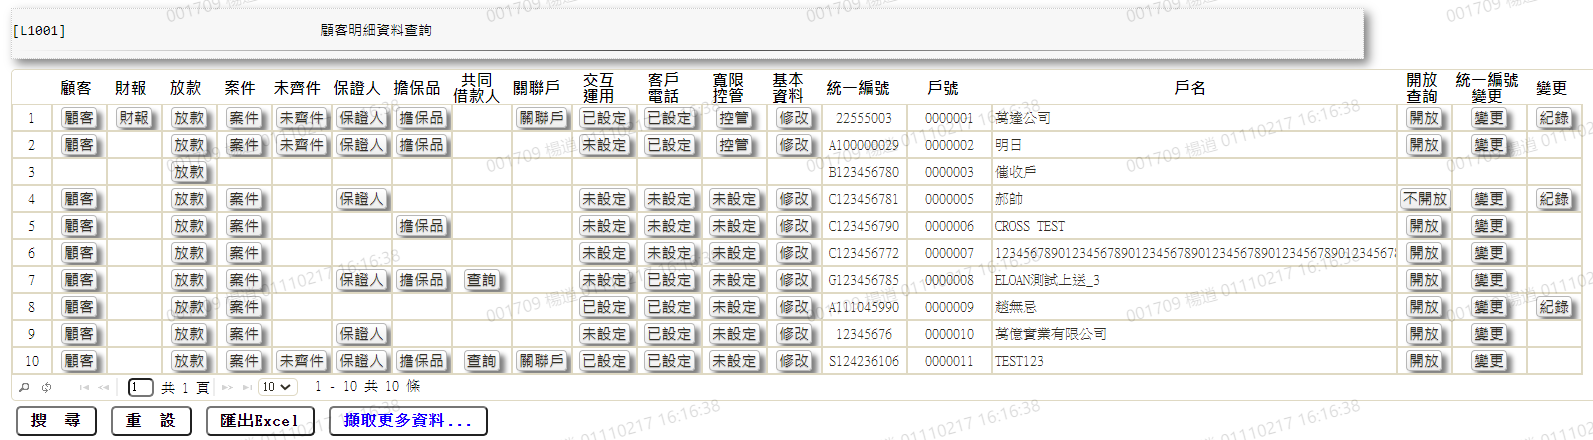 [L1001] 顧客明細資料查詢
顧客 財報 放款 案件 未齊件 保證人 擔保品 共同借款人 關聯戶 交互運用 客戶電話 寬限控管 基本資料 統一編號 戶號 戶名 開放查詢 統一編號變更 變更
1 顧客 財報 放款 案件 未齊件 保證人 擔保品 關聯戶 已設定 已設定 控管 修改 22555003 0000001 萬達公司 開放 變更 紀錄
2 顧客 放款 案件 未齊件 保證人 擔保品 未設定 已設定 控管 修改 A100000029 0000002 明日 開放 變更
3 放款 B123456780 0000003 催收戶
4 顧客 放款 案件 保證人 未設定 未設定 未設定 修改 C123456781 0000005 郝帥 不開放 變更 紀錄
5 顧客 放款 案件 擔保品 未設定 未設定 未設定 修改 C123456790 0000006 CROSS TEST 開放 變更
6 顧客 放款 案件 未設定 未設定 未設定 修改 C123456772 0000007 1234567890123456789012345678901234567890123456789012345678 開放 變更
7 顧客 放款 案件 保證人 擔保品 查詢 未設定 已設定 未設定 修改 G123456785 0000008 ELOAN測試上送_3 開放 變更
8 顧客 放款 案件 已設定 已設定 未設定 修改 A111045990 0000009 趙無忌 開放 變更 紀錄
9 顧客 放款 案件 保證人 未設定 已設定 未設定 修改 12345676 0000010 萬億實業有限公司 開放 變更
10 顧客 放款 案件 未齊件 保證人 擔保品 查詢 關聯戶 已設定 已設定 未設定 修改 S124236106 0000011 TEST123 開放 變更
1 共 1 頁 10 1 - 10 共 10 條
搜 尋 重 設 匯出Excel 擷取更多資料...
001709 楊逍 01110217 16:16:38